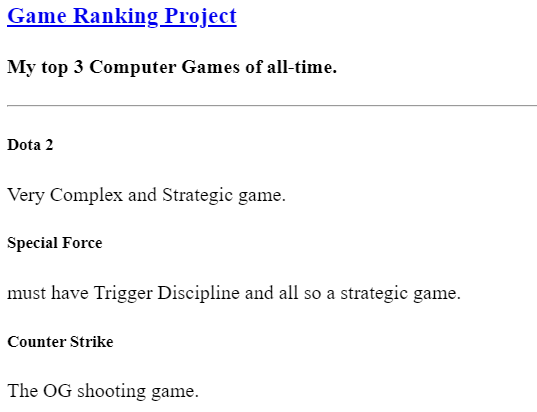 Game Ranking Project
My top 3 Computer Games of all-time.
Dota 2
Very Complex and Strategic game.
Special Force
must have Trigger Discipline and all so a strategic game.
Counter Strike
The OG shooting game.